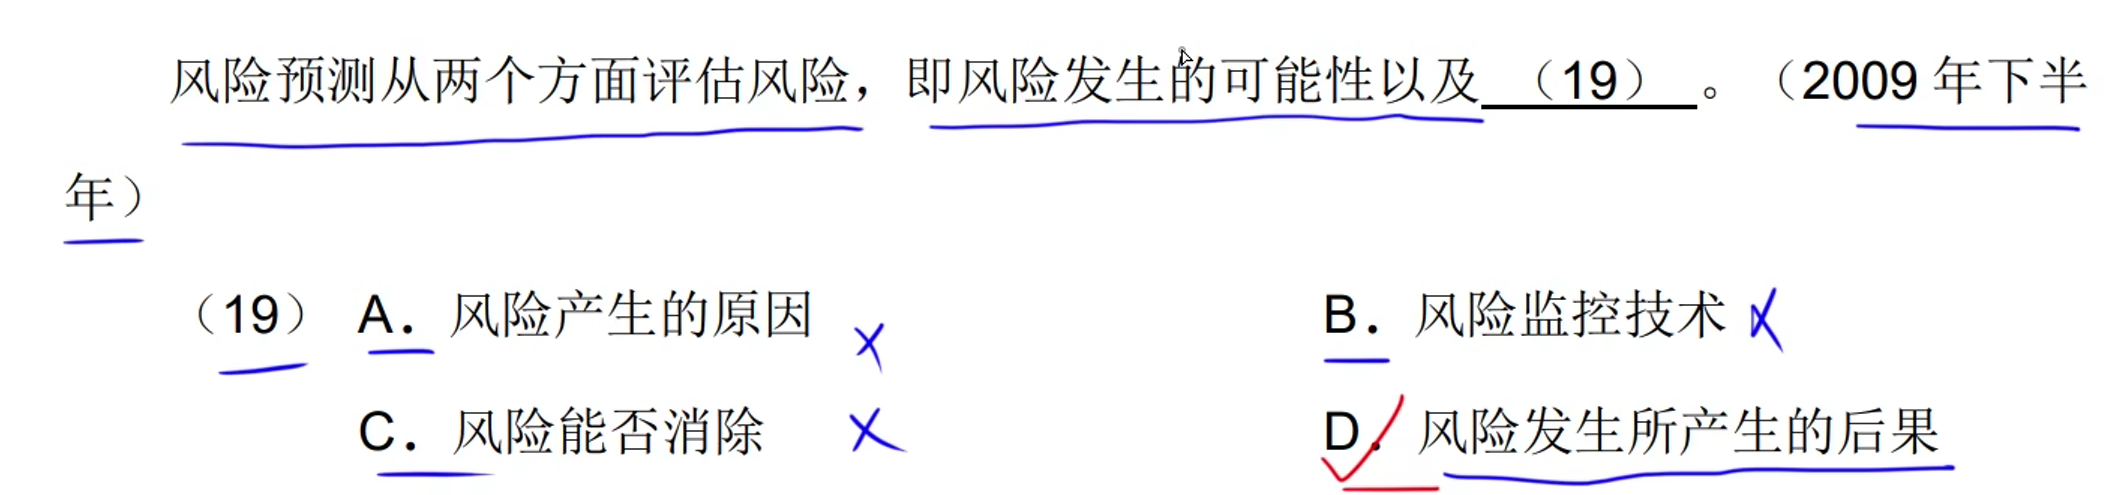 风险预测从两个方面评估风险，即风险发生的可能性以及 （19） 。（2009 年下半
年）
（19） A．风险产生的原因 B．风险监控技术
C．风险能否消除 D．风险发生所产生的后果